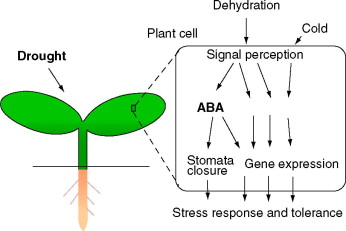 Dehydration
Plant cell
Cold
Drought
Signal perception
ABA
Stomata
closure
Gene expression
Stress response and tolerance